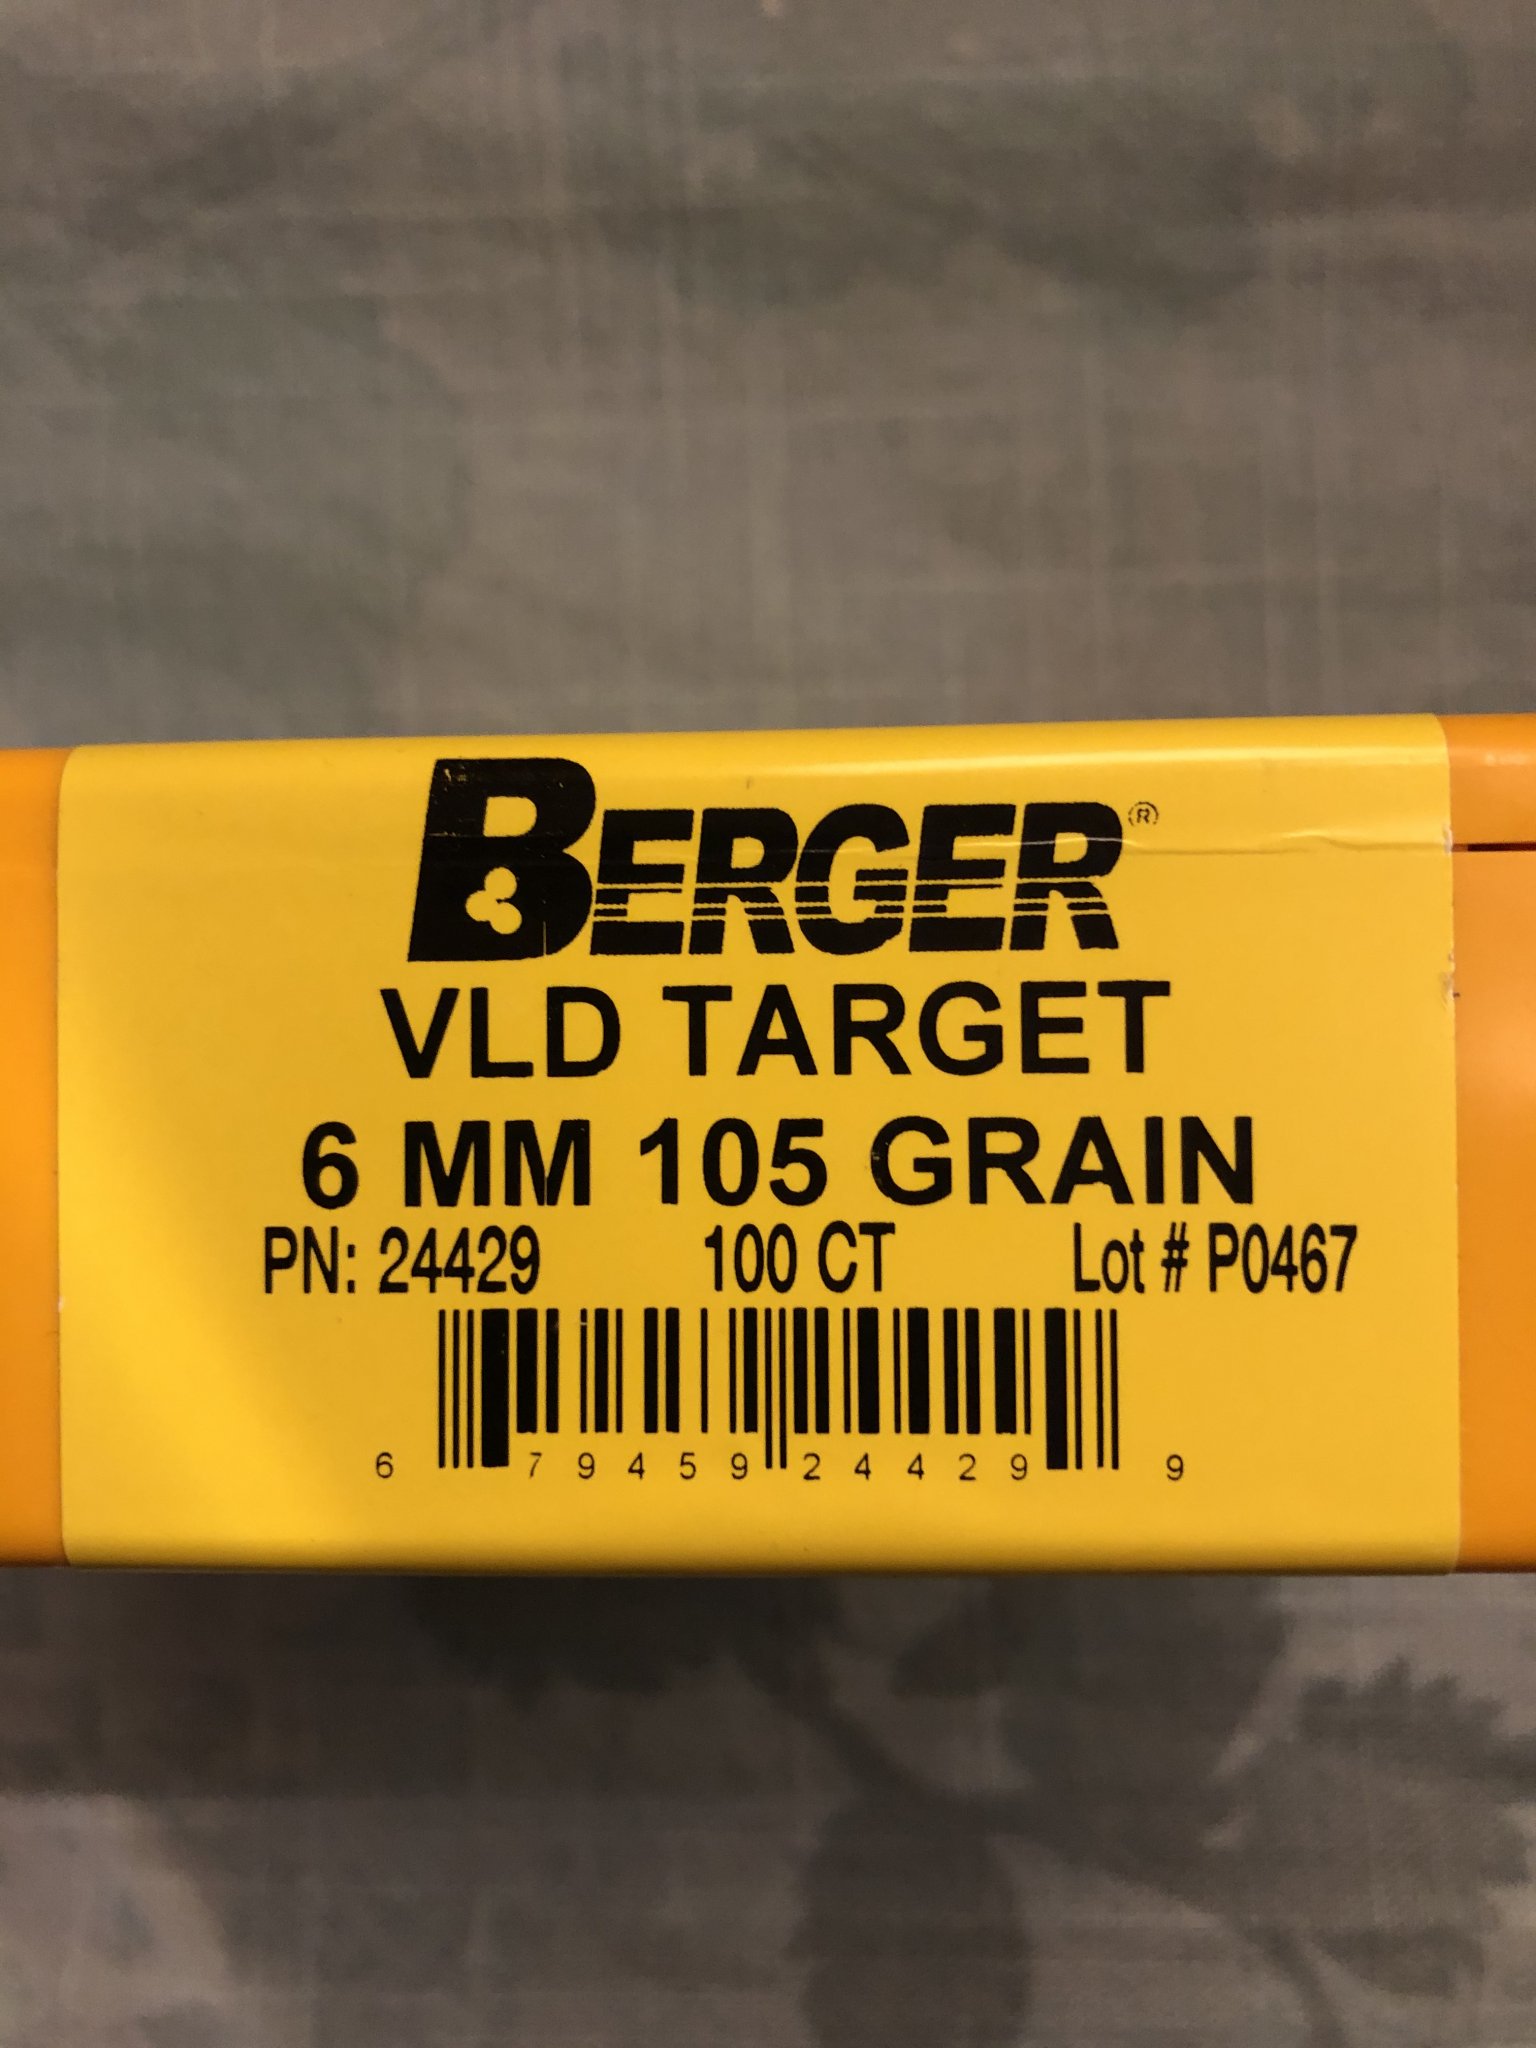 BERGER®
VLD TARGET
6 MM 105 GRAIN
PN: 24429 100 CT Lot # P0467
6 79459 24429 9